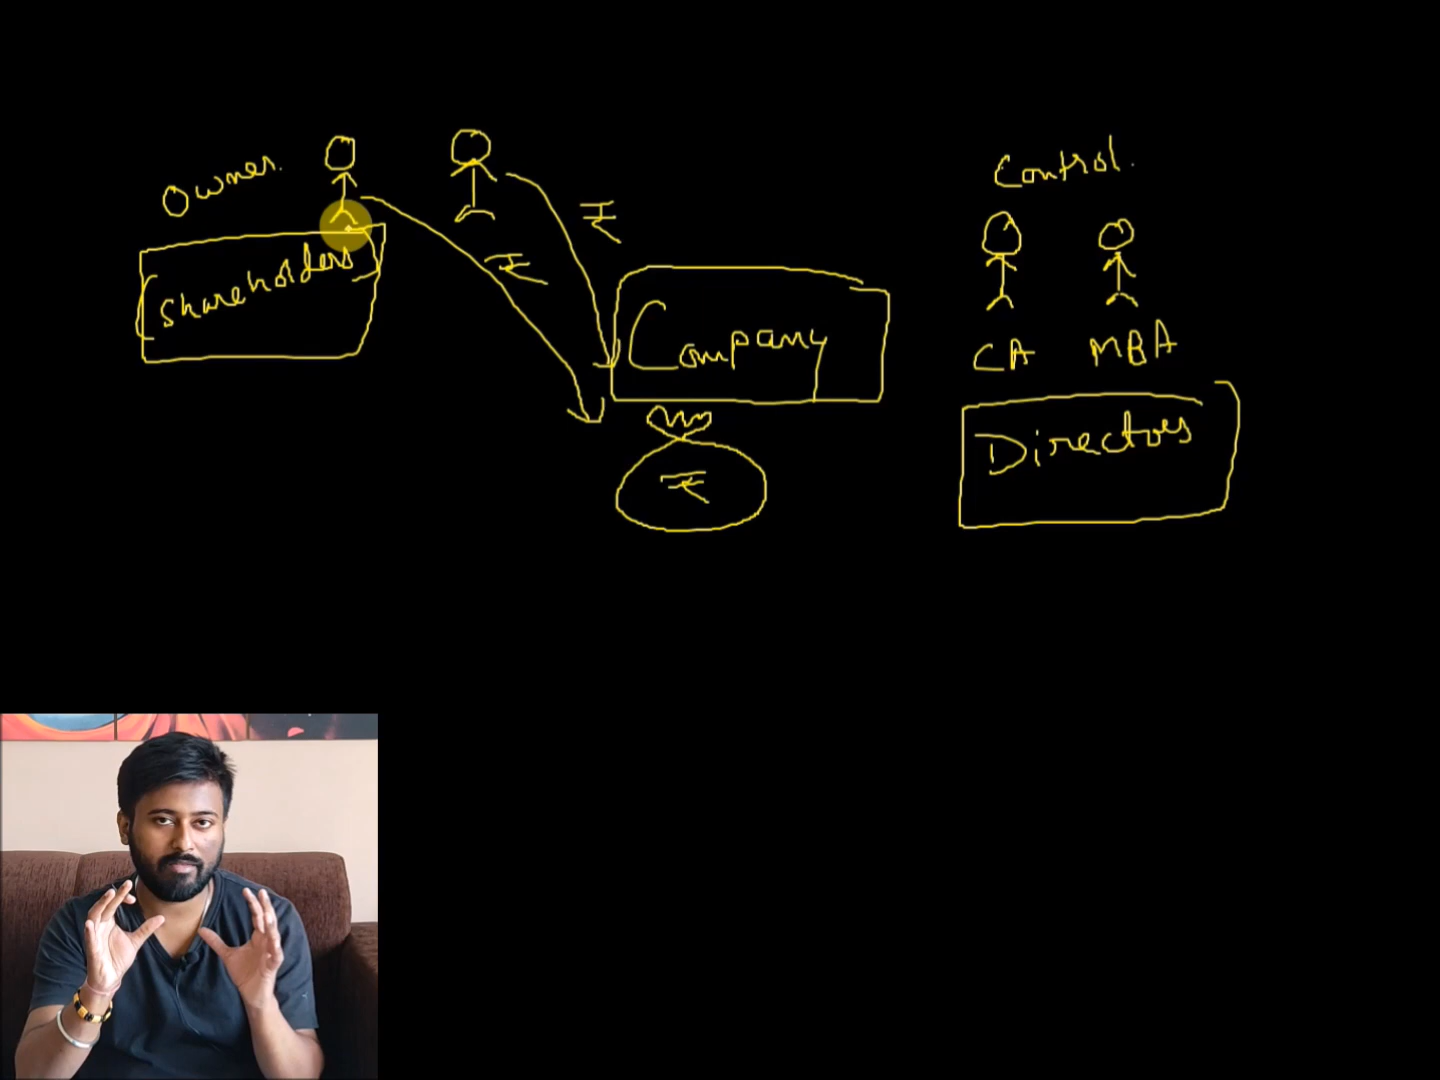 Owner.
Shareholders
₹
₹
Company
₹
Control.
CA MBA
Directors